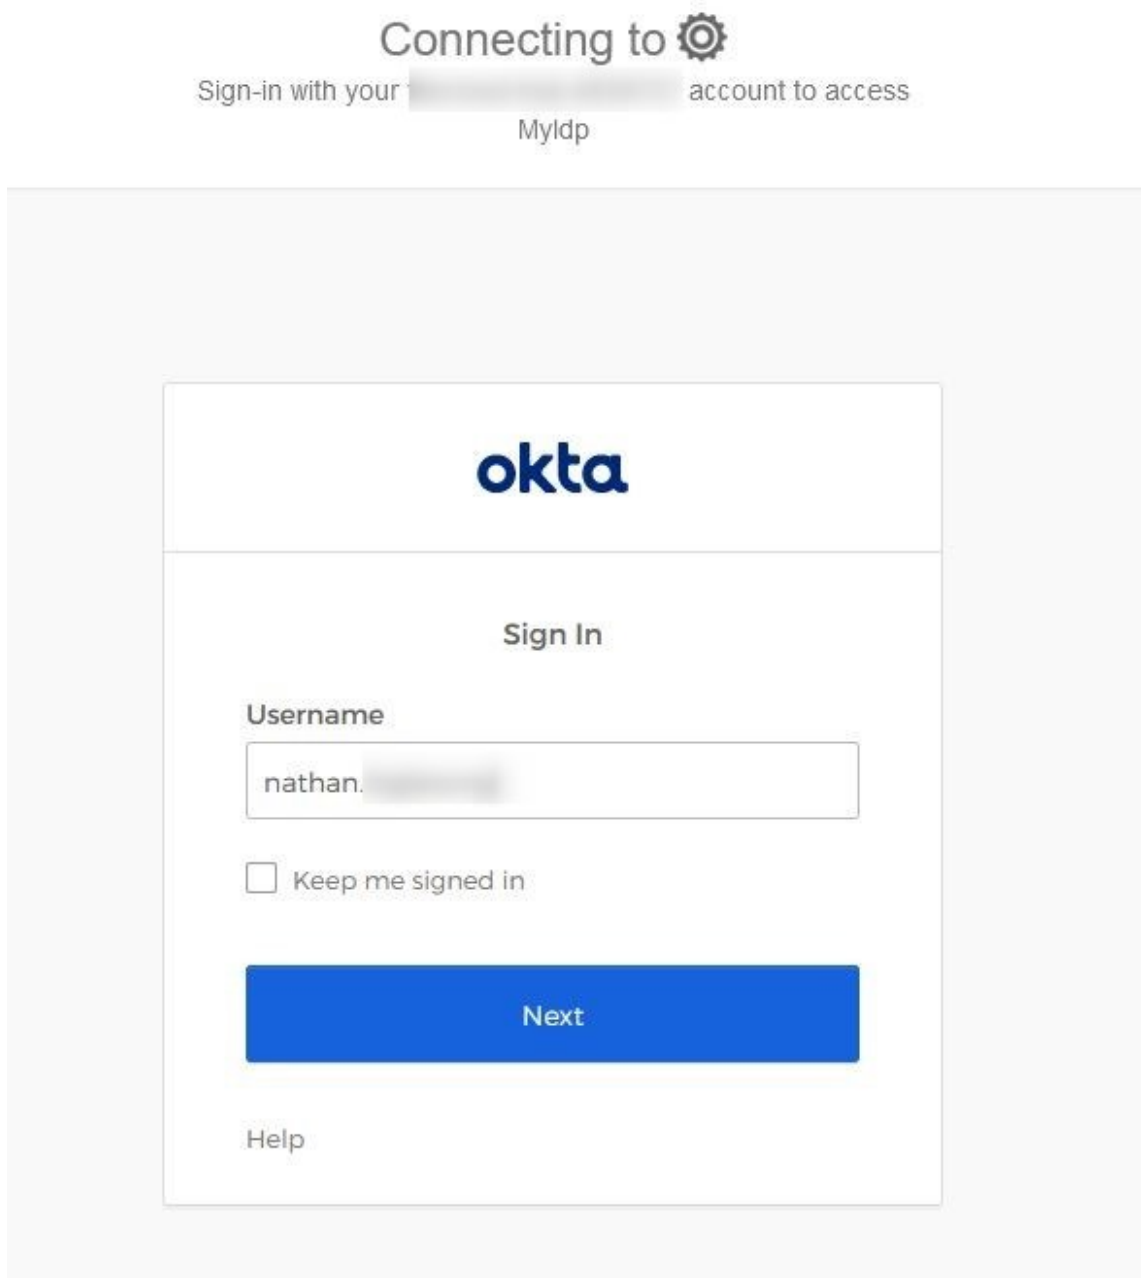 Connecting to
Sign-in with your account to access
MyIdp
okta
Sign In
Username
nathan.
Keep me signed in
Next
Help